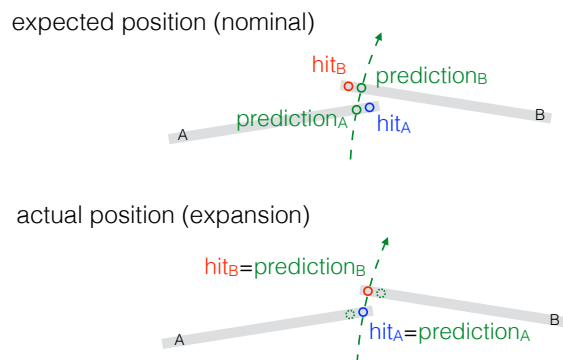 expected position (nominal)
hitB
predictionB
predictionA
hitA
A
B
actual position (expansion)
hitB=predictionB
hitA=predictionA
A
B